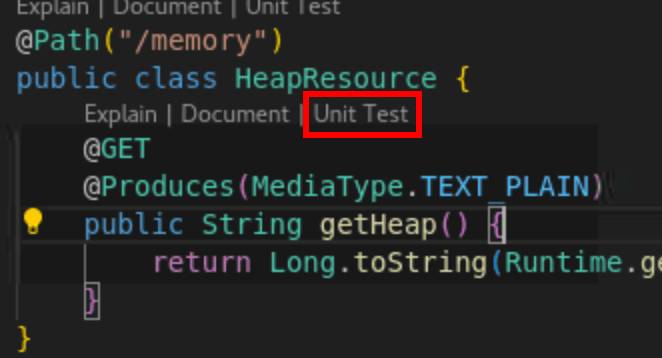 Explain | Document | Unit Test
@Path("/memory")
public class HeapResource {
Explain | Document | Unit Test
@GET
@Produces(MediaType.TEXT_PLAIN)
public String getHeap() {
return Long.toString(Runtime.ge
}
}